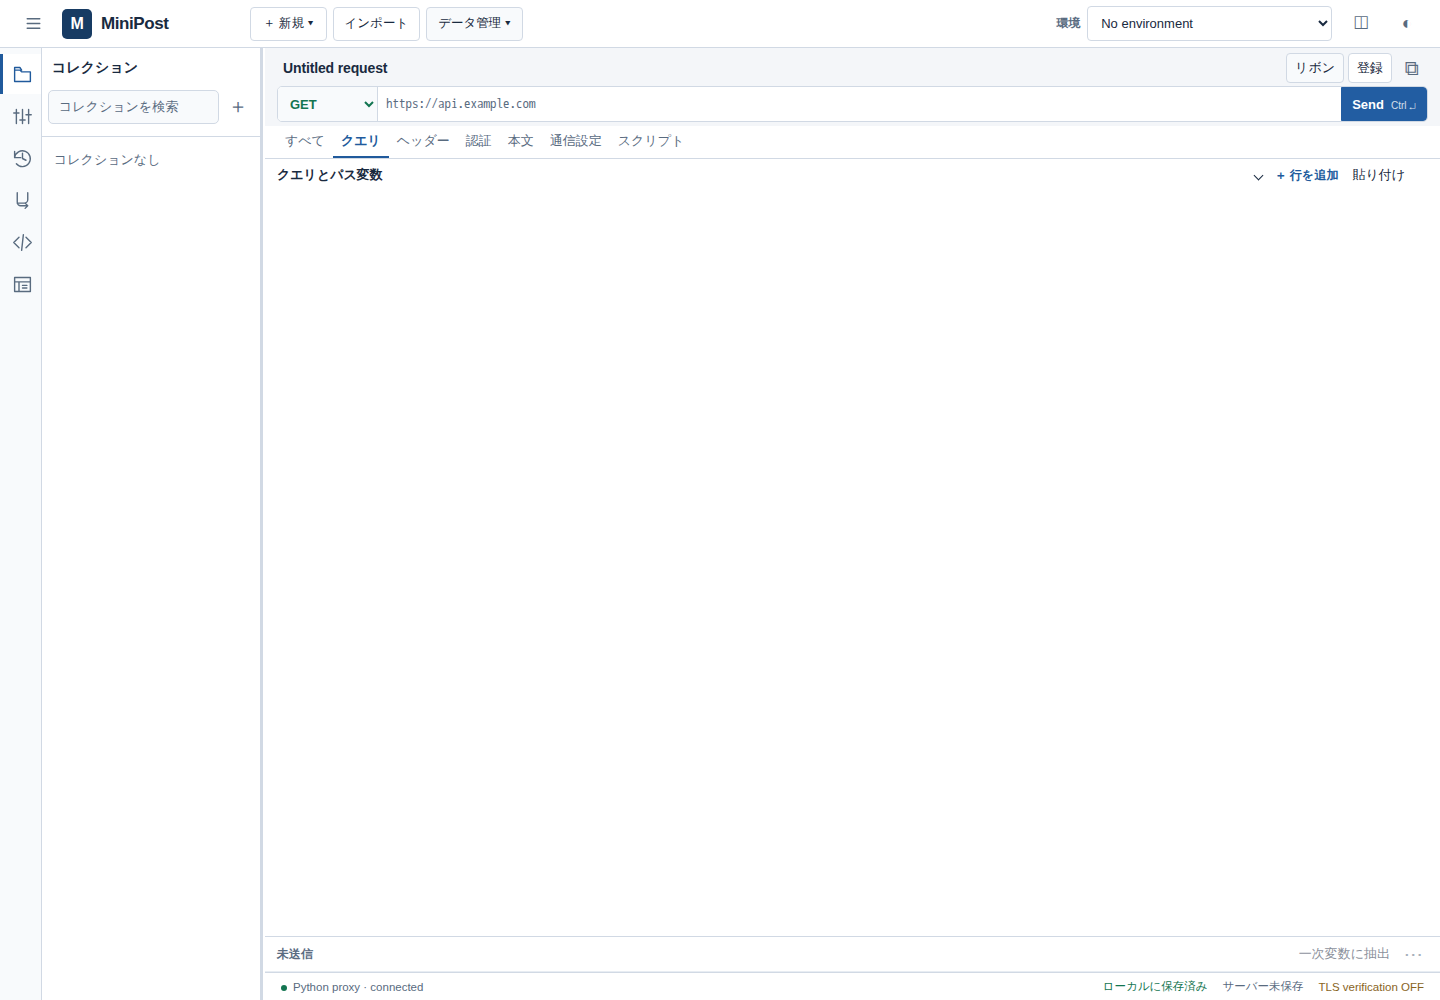 M MiniPost
＋ 新規 ▾
インポート
データ管理 ▾
環境
No environment
コレクション
コレクションを検索
＋
コレクションなし
Untitled request
リボン
登録
GET
https://api.example.com
Send Ctrl ⏎
すべて クエリ ヘッダー 認証 本文 通信設定 スクリプト
クエリとパス変数
+ 行を追加
貼り付け
未送信
一次変数に抽出
Python proxy · connected
ローカルに保存済み
サーバー未保存
TLS verification OFF